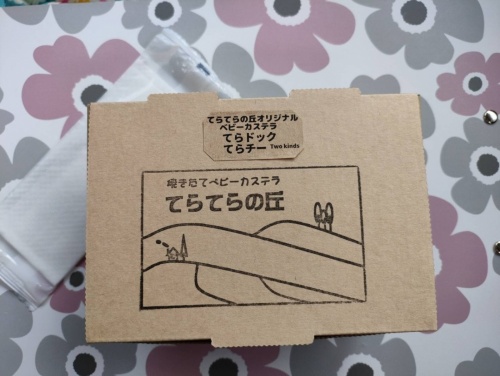 てらてらの丘オリジナル
ベビーカステラ
てらドック
てらチー Two kinds
焼きたてベビーカステラ
てらてらの丘